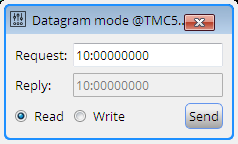 Datagram mode @TMC5...
Request: 10:00000000
Reply: 10:00000000
Read Write Send